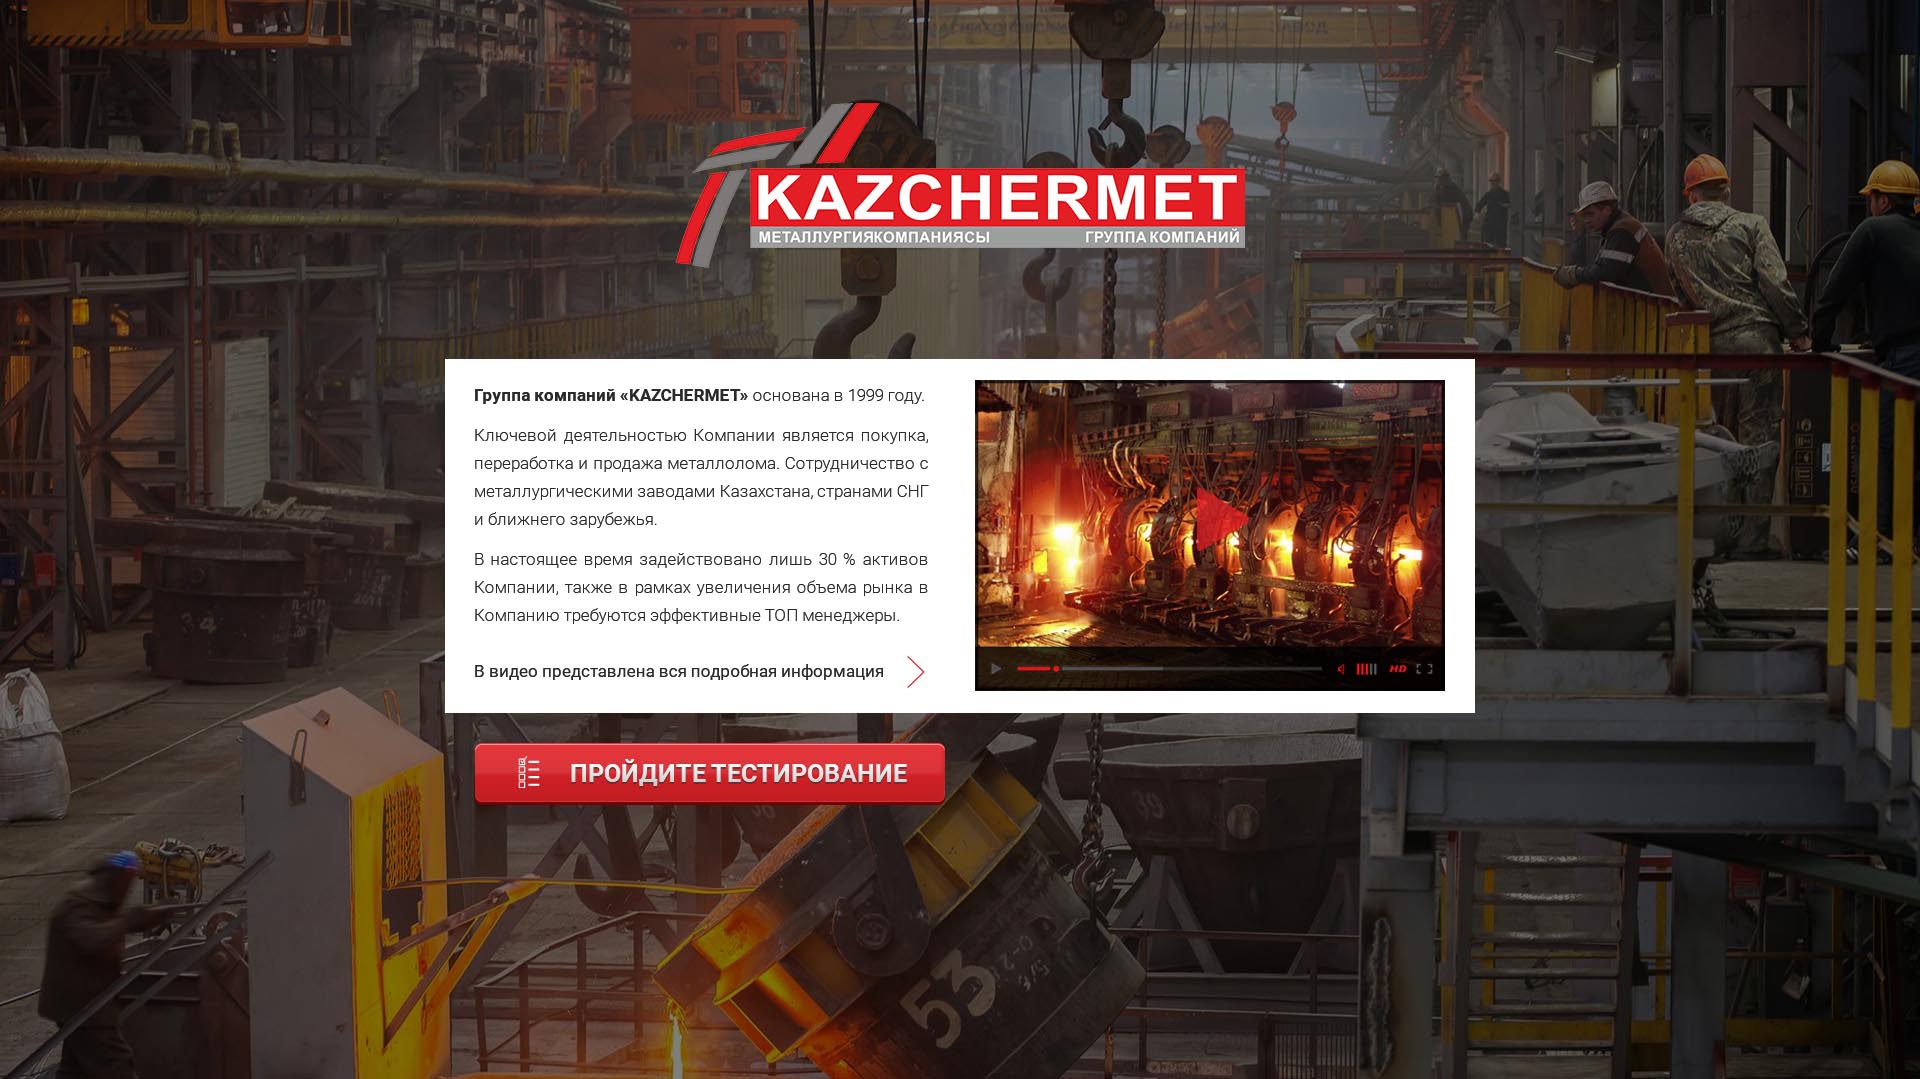 KAZCHERMET
МЕТАЛЛУРГИЯКОМПАНИЯСЫ ГРУППА КОМПАНИЙ
Группа компаний «KAZCHERMET» основана в 1999 году.
Ключевой деятельностью Компании является покупка,
переработка и продажа металлолома. Сотрудничество с
металлургическими заводами Казахстана, странами СНГ
и ближнего зарубежья.
В настоящее время задействовано лишь 30 % активов
Компании, также в рамках увеличения объема рынка в
Компанию требуются эффективные ТОП менеджеры.
В видео представлена вся подробная информация
HD
ПРОЙДИТЕ ТЕСТИРОВАНИЕ
39
34
53